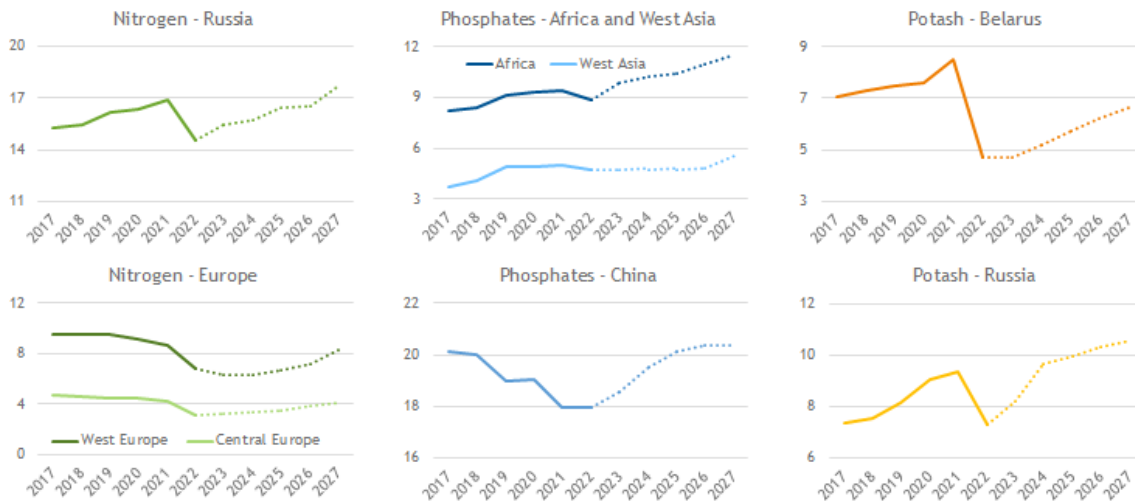 Nitrogen - Russia
20
17
14
11
2017 2018 2019 2020 2021 2022 2023 2024 2025 2026 2027
Phosphates - Africa and West Asia
12
Africa West Asia
9
6
3
2017 2018 2019 2020 2021 2022 2023 2024 2025 2026 2027
Potash - Belarus
9
7
5
3
2017 2018 2019 2020 2021 2022 2023 2024 2025 2026 2027
Nitrogen - Europe
12
8
4
West Europe Central Europe
0
2017 2018 2019 2020 2021 2022 2023 2024 2025 2026 2027
Phosphates - China
22
20
18
16
2017 2018 2019 2020 2021 2022 2023 2024 2025 2026 2027
Potash - Russia
12
10
8
6
2017 2018 2019 2020 2021 2022 2023 2024 2025 2026 2027